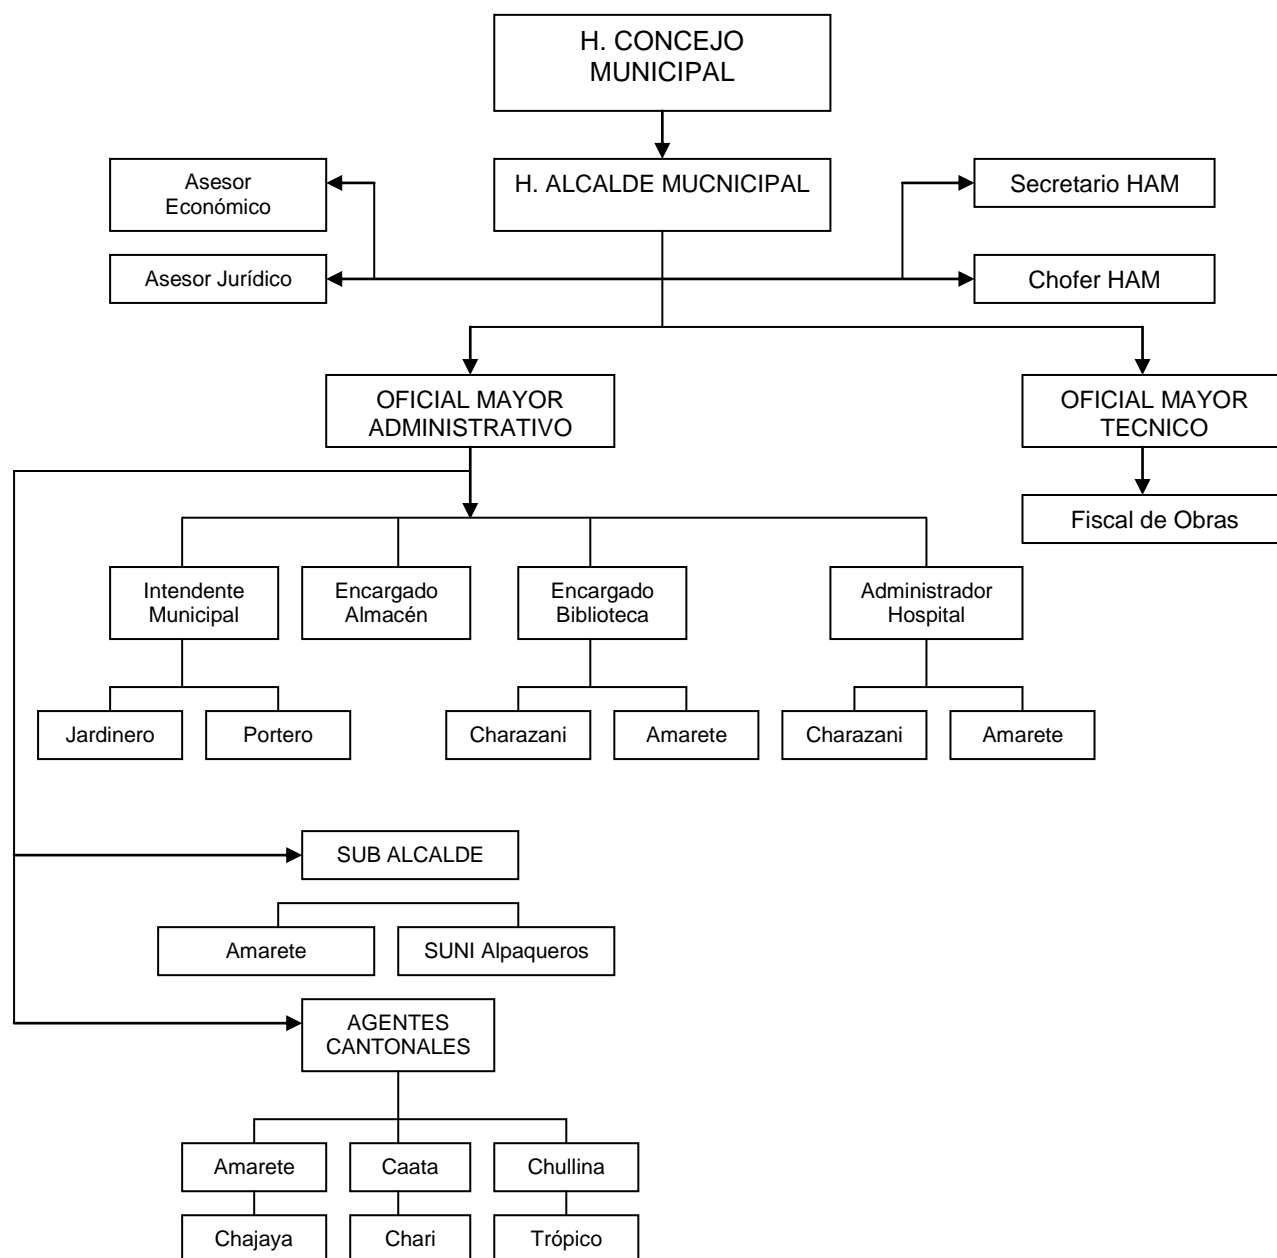 H. CONCEJO
MUNICIPAL
Asesor
Económico
H. ALCALDE MUCNICIPAL
Secretario HAM
Asesor Jurídico
Chofer HAM
OFICIAL MAYOR
ADMINISTRATIVO
OFICIAL MAYOR
TECNICO
Fiscal de Obras
Intendente
Municipal
Encargado
Almacén
Encargado
Biblioteca
Administrador
Hospital
Jardinero
Portero
Charazani
Amarete
Charazani
Amarete
SUB ALCALDE
Amarete
SUNI Alpaqueros
AGENTES
CANTONALES
Amarete
Caata
Chullina
Chajaya
Chari
Trópico